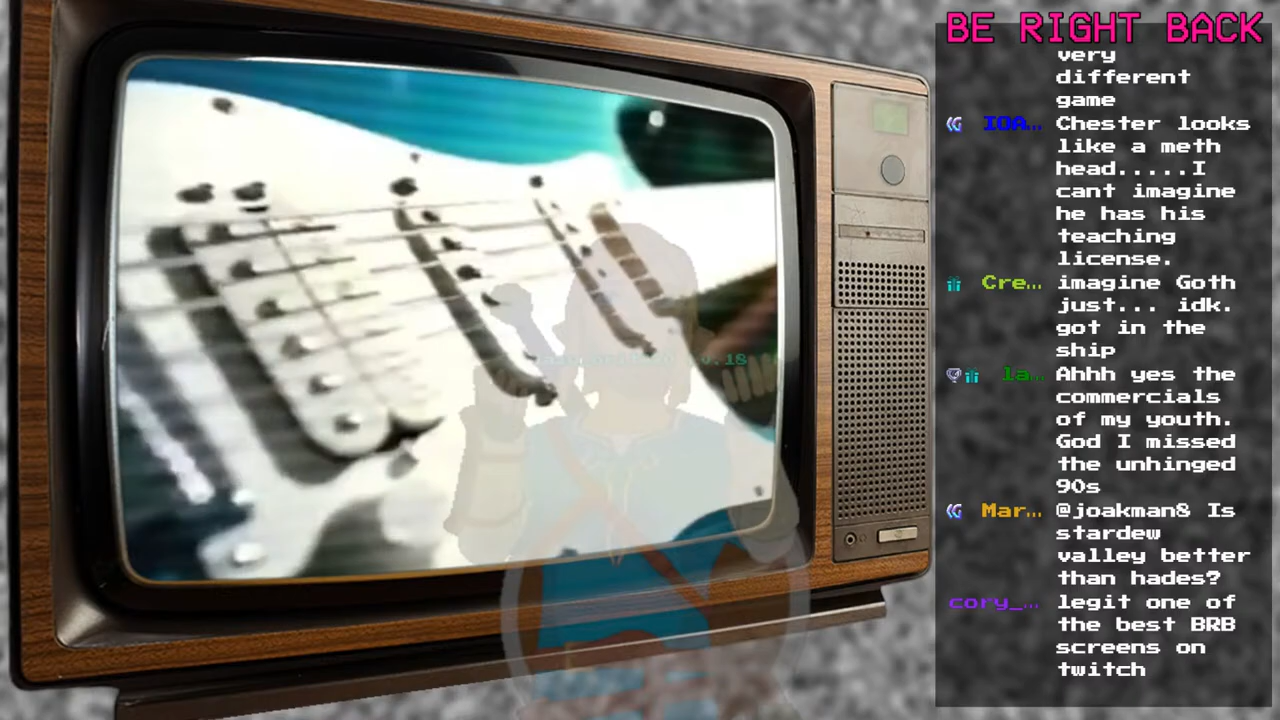 BE RIGHT BACK
very
different
game
IOA... Chester looks
like a meth
head.....I
cant imagine
he has his
teaching
license.
Cre... imagine Goth
just... idk.
got in the
ship
la... Ahhh yes the
commercials
of my youth.
God I missed
the unhinged
90s
Mar... @joakman& Is
stardew
valley better
than hades?
cory_... legit one of
the best BRB
screens on
twitch